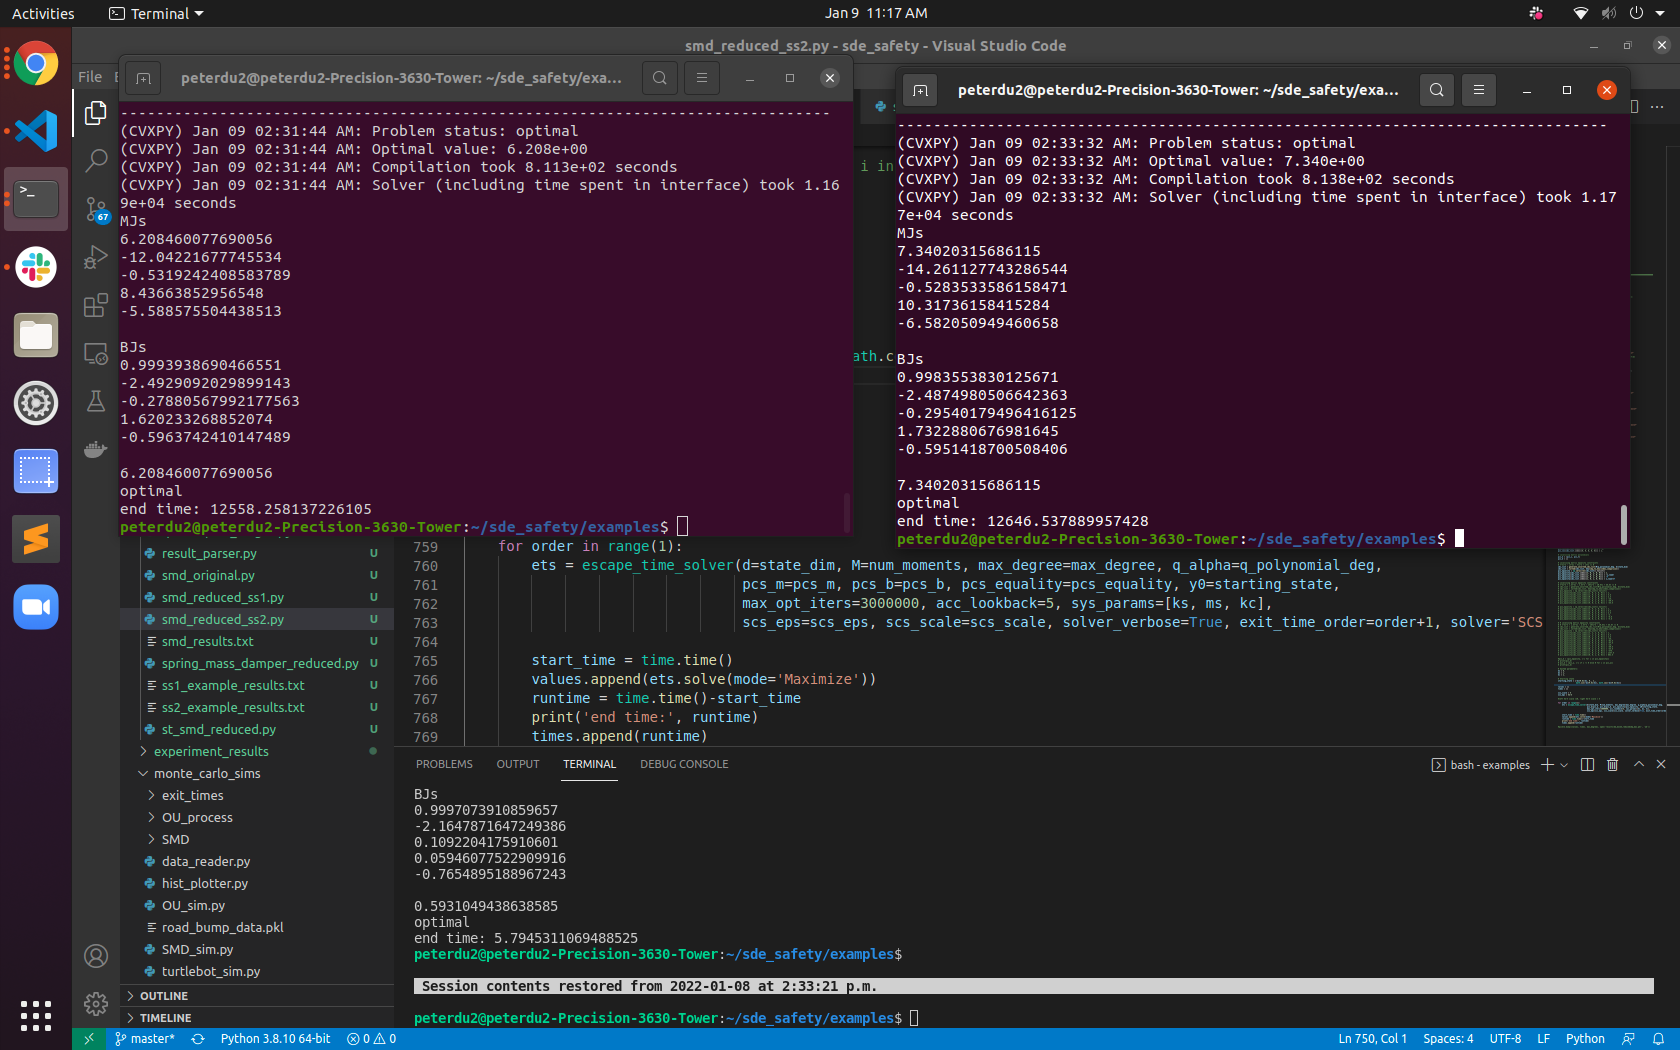 Activities
Terminal
Jan 9 11:17 AM
smd_reduced_ss2.py - sde_safety - Visual Studio Code
File
peterdu2@peterdu2-Precision-3630-Tower: ~/sde_safety/exa...
(CVXPY) Jan 09 02:31:44 AM: Problem status: optimal
(CVXPY) Jan 09 02:31:44 AM: Optimal value: 6.208e+00
(CVXPY) Jan 09 02:31:44 AM: Compilation took 8.113e+02 seconds
(CVXPY) Jan 09 02:31:44 AM: Solver (including time spent in interface) took 1.16
9e+04 seconds
MJs
6.208460077690056
-12.04221677745534
-0.5319242408583789
8.43663852956548
-5.588575504438513
BJs
0.9993938690466551
-2.4929092029899143
-0.27880567992177563
1.620233268852074
-0.5963742410147489
6.208460077690056
optimal
end time: 12558.258137226105
peterdu2@peterdu2-Precision-3630-Tower:~/sde_safety/examples$
peterdu2@peterdu2-Precision-3630-Tower: ~/sde_safety/exa...
(CVXPY) Jan 09 02:33:32 AM: Problem status: optimal
(CVXPY) Jan 09 02:33:32 AM: Optimal value: 7.340e+00
(CVXPY) Jan 09 02:33:32 AM: Compilation took 8.138e+02 seconds
(CVXPY) Jan 09 02:33:32 AM: Solver (including time spent in interface) took 1.17
7e+04 seconds
MJs
7.34020315686115
-14.261127743286544
-0.5283533586158471
10.31736158415284
-6.582050949460658
BJs
0.9983553830125671
-2.4874980506642363
-0.29540179496416125
1.7322880676981645
-0.5951418700508406
7.34020315686115
optimal
end time: 12646.537889957428
peterdu2@peterdu2-Precision-3630-Tower:~/sde_safety/examples$
i in
ath.c
67
result_parser.py U
smd_original.py U
smd_reduced_ss1.py U
smd_reduced_ss2.py U
smd_results.txt U
spring_mass_damper_reduced.py U
ss1_example_results.txt U
ss2_example_results.txt U
st_smd_reduced.py U
experiment_results
monte_carlo_sims
exit_times
OU_process
SMD
data_reader.py
hist_plotter.py
OU_sim.py
road_bump_data.pkl
SMD_sim.py
turtlebot_sim.py
OUTLINE
TIMELINE
759 for order in range(1):
760 ets = escape_time_solver(d=state_dim, M=num_moments, max_degree=max_degree, q_alpha=q_polynomial_deg,
761 pcs_m=pcs_m, pcs_b=pcs_b, pcs_equality=pcs_equality, y0=starting_state,
762 max_opt_iters=3000000, acc_lookback=5, sys_params=[ks, ms, kc],
763 scs_eps=scs_eps, scs_scale=scs_scale, solver_verbose=True, exit_time_order=order+1, solver='SCS
764
765 start_time = time.time()
766 values.append(ets.solve(mode='Maximize'))
767 runtime = time.time()-start_time
768 print('end time:', runtime)
769 times.append(runtime)
PROBLEMS OUTPUT TERMINAL DEBUG CONSOLE
bash - examples
BJs
0.9997073910859657
-2.1647871647249386
0.1092204175910601
0.05946077522909916
-0.7654895188967243
0.5931049438638585
optimal
end time: 5.7945311069488525
peterdu2@peterdu2-Precision-3630-Tower:~/sde_safety/examples$
Session contents restored from 2022-01-08 at 2:33:21 p.m.
peterdu2@peterdu2-Precision-3630-Tower:~/sde_safety/examples$
master* Python 3.8.10 64-bit 0 0
Ln 750, Col 1 Spaces: 4 UTF-8 LF Python